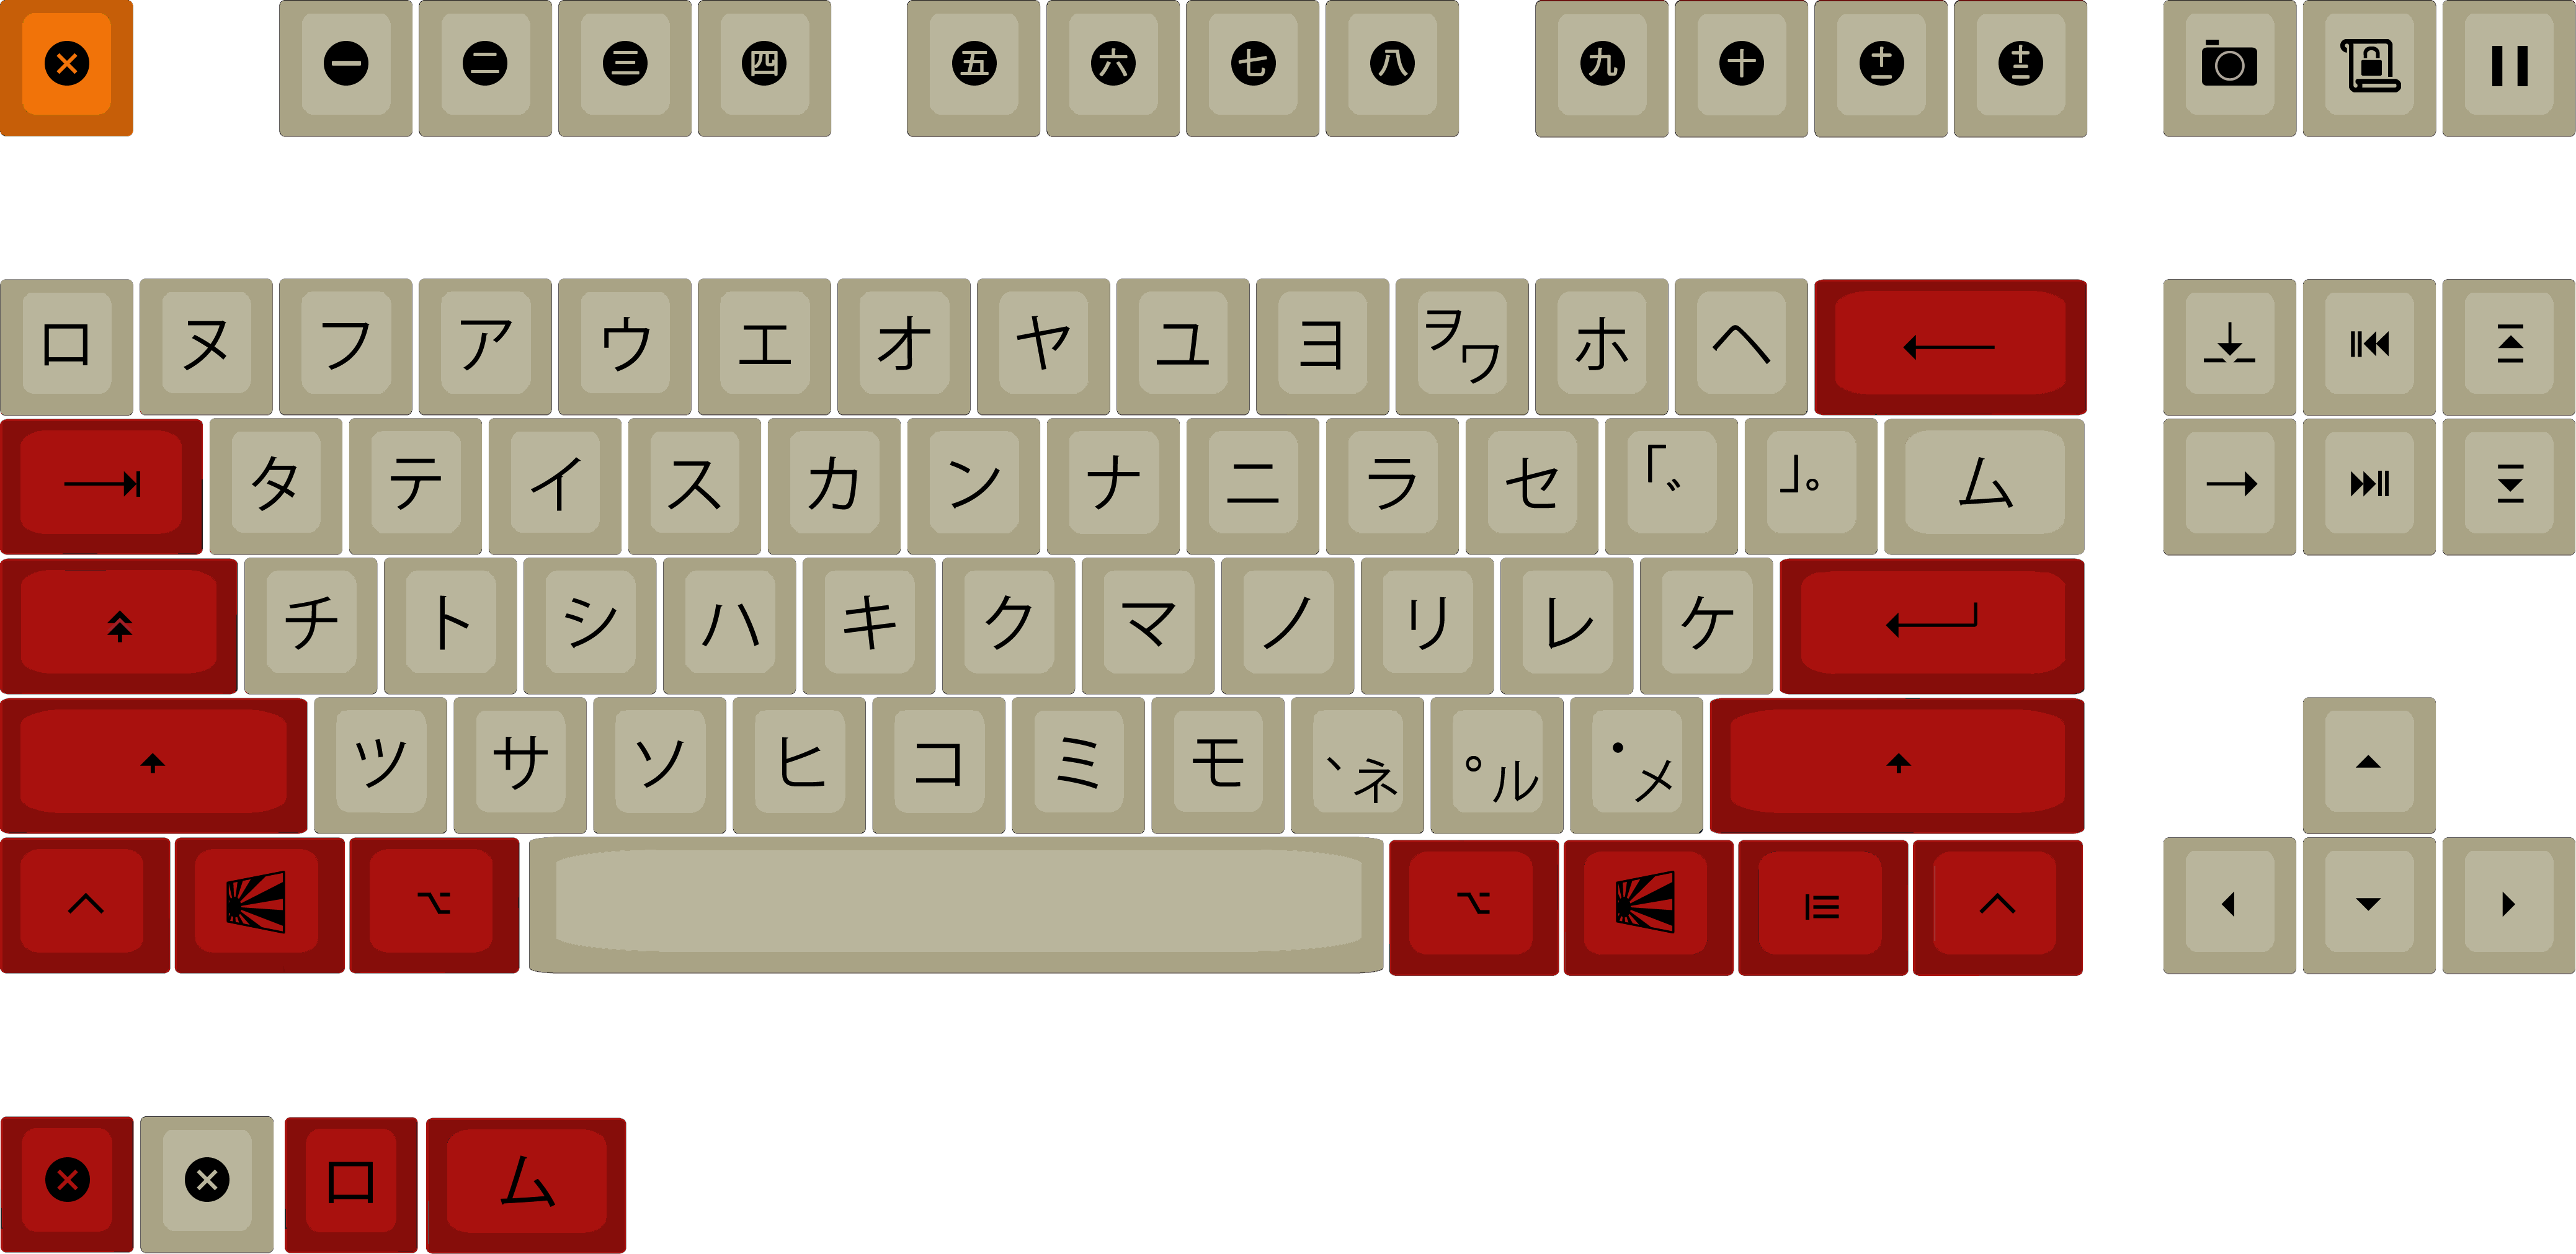 一 二 三 四 五 六 七 八 九 十 十一 十二
ロ ヌ フ ア ウ エ オ ヤ ユ ヨ ヲ ワ ホ ヘ
タ テ イ ス カ ン ナ ニ ラ セ 「 ゛ 」 。 ム
チ ト シ ハ キ ク マ ノ リ レ ケ
ツ サ ソ ヒ コ ミ モ 、 ネ 。 ル ・ メ
ロ ム